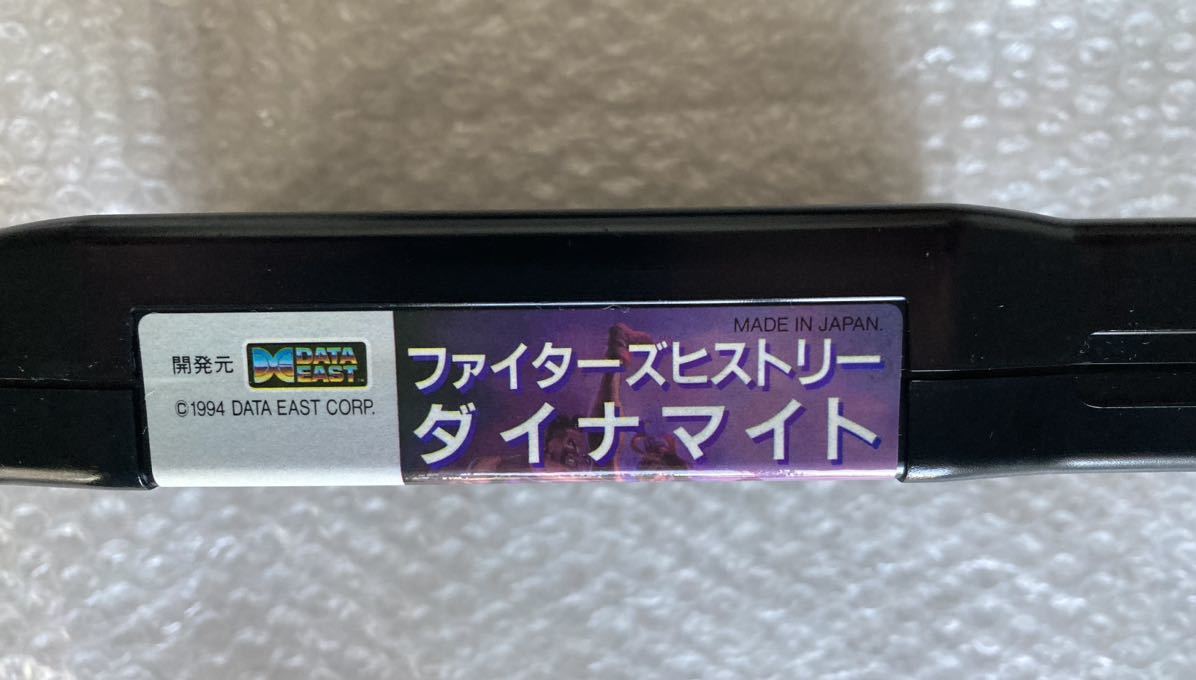 開発元 DATA EAST
©1994 DATA EAST CORP.
MADE IN JAPAN.
ファイターズヒストリー
ダイナマイト